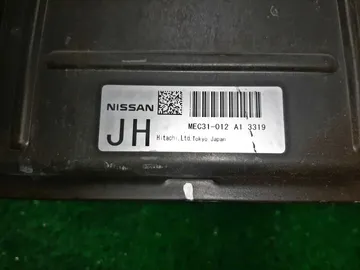 NISSAN
MEC31-012 A1 3319
JH
Hitachi,Ltd.Tokyo Japan